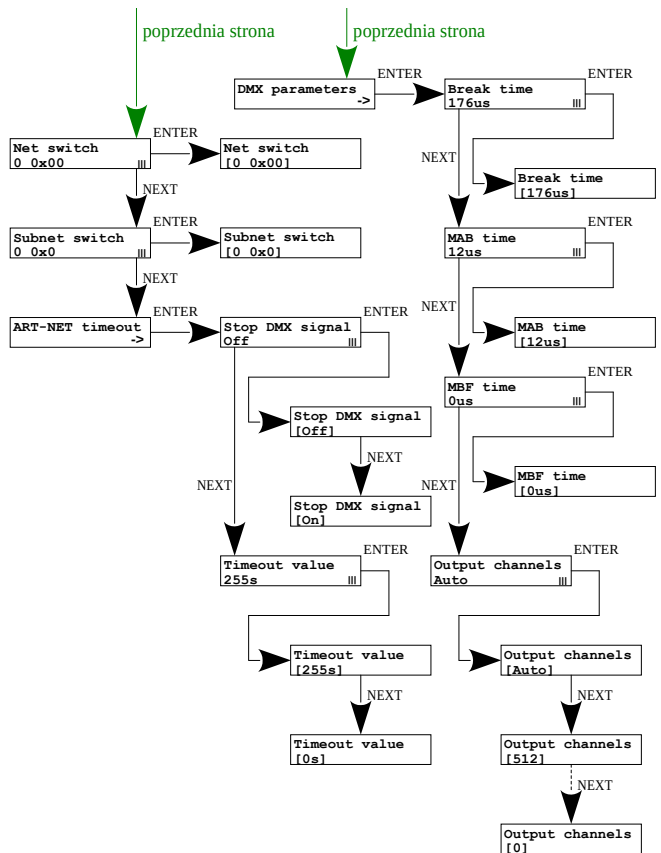 poprzednia strona
poprzednia strona
DMX parameters
->
ENTER
Break time
176us
ENTER
Net switch
0 0x00
ENTER
Net switch
[0 0x00]
NEXT
NEXT
Break time
[176us]
Subnet switch
0 0x0
ENTER
Subnet switch
[0 0x0]
MAB time
12us
ENTER
NEXT
NEXT
ART-NET timeout
->
ENTER
Stop DMX signal
Off
ENTER
MAB time
[12us]
MBF time
0us
ENTER
Stop DMX signal
[Off]
NEXT
NEXT
NEXT
MBF time
[0us]
Stop DMX signal
[On]
Timeout value
255s
ENTER
Output channels
Auto
ENTER
Timeout value
[255s]
Output channels
[Auto]
NEXT
NEXT
Timeout value
[0s]
Output channels
[512]
NEXT
Output channels
[0]